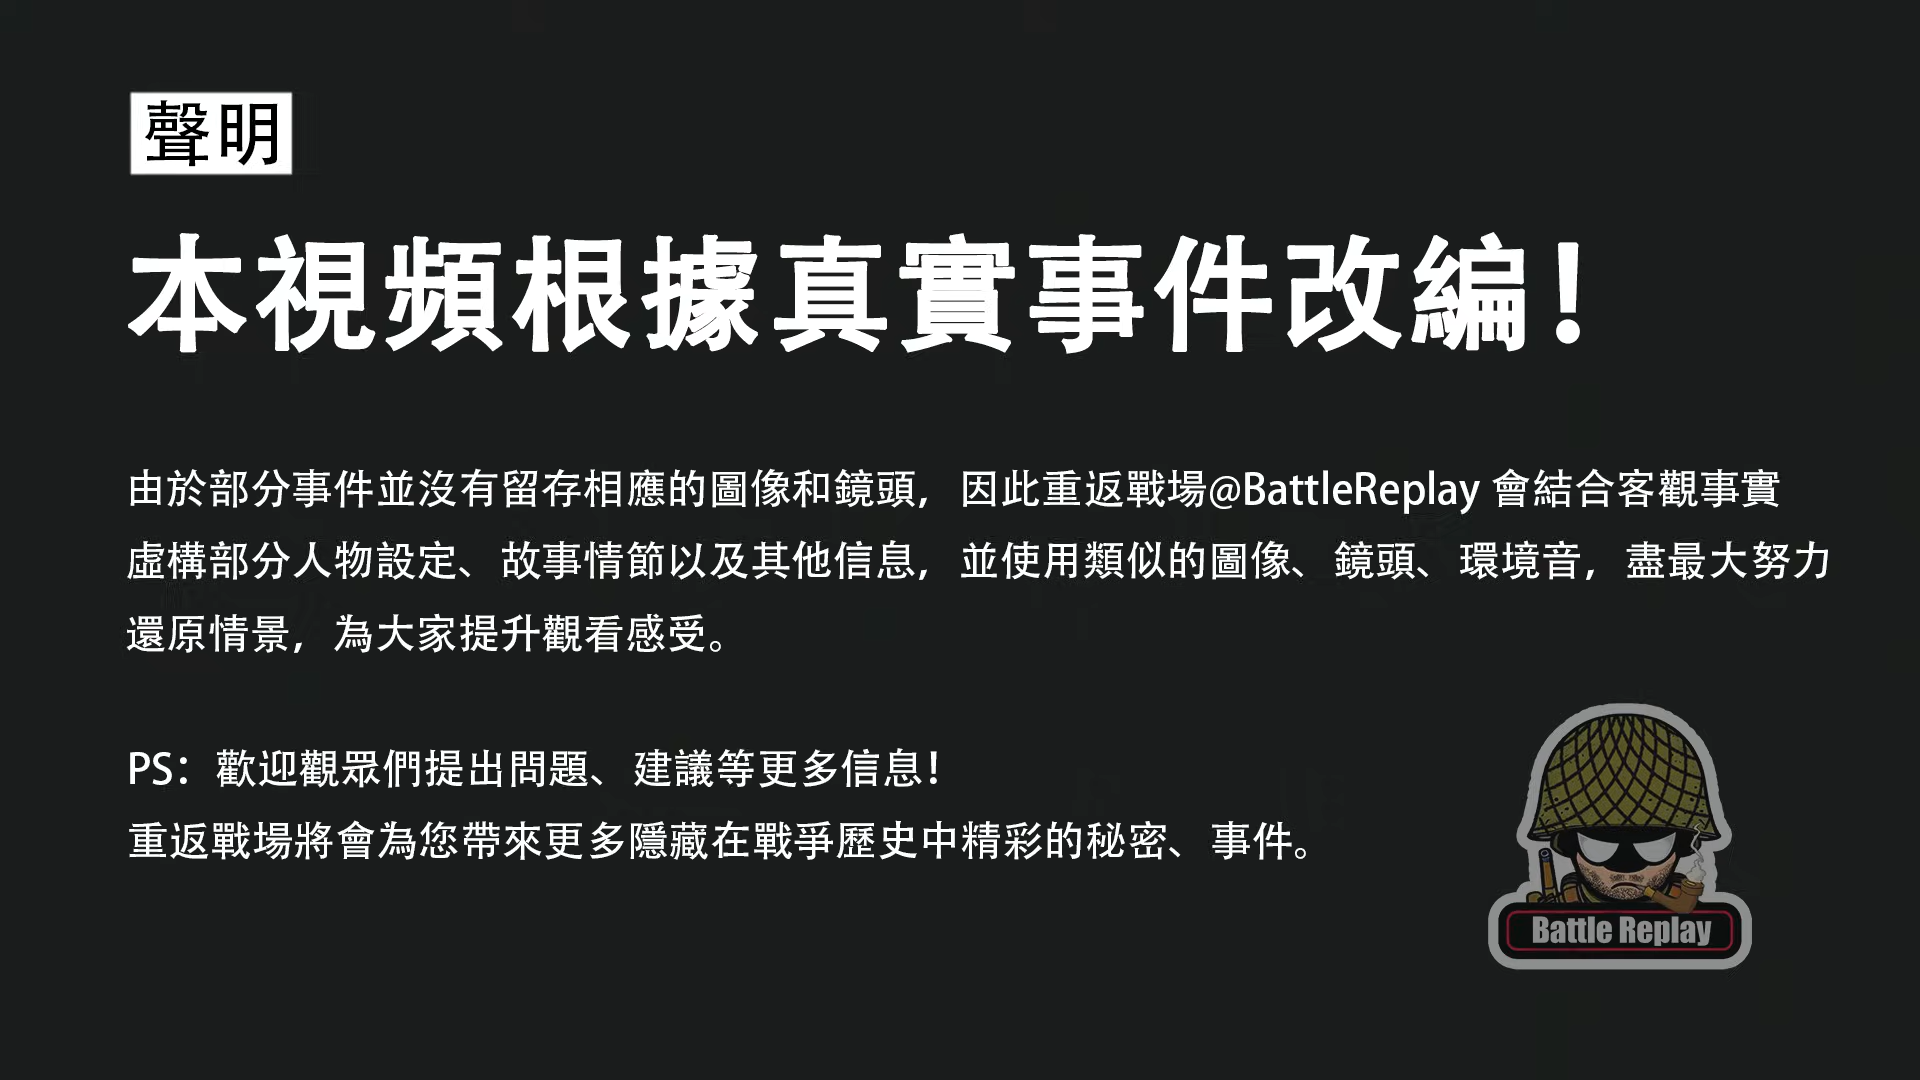 聲明
本視頻根據真實事件改編！
由於部分事件並沒有留存相應的圖像和鏡頭，因此重返戰場@BattleReplay 會結合客觀事實
虛構部分人物設定、故事情節以及其他信息，並使用類似的圖像、鏡頭、環境音，盡最大努力
還原情景，為大家提升觀看感受。
PS：歡迎觀眾們提出問題、建議等更多信息！
重返戰場將會為您帶來更多隱藏在戰爭歷史中精彩的秘密、事件。
Battle Replay